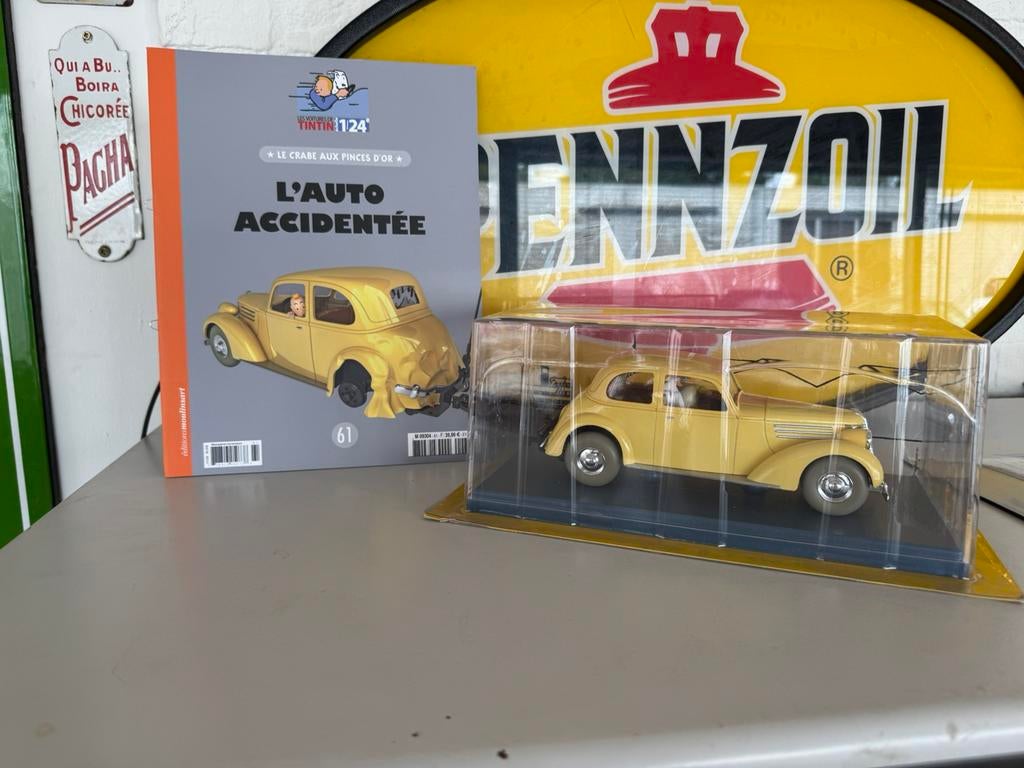 QUI A BU..
BOIRA
CHICORÉE
PACHA
LES VOITURES DE
TINTIN 1/24e
★ LE CRABE AUX PINCES D'OR ★
L'AUTO
ACCIDENTÉE
61
éditions moulinsart
PENNZOIL
®